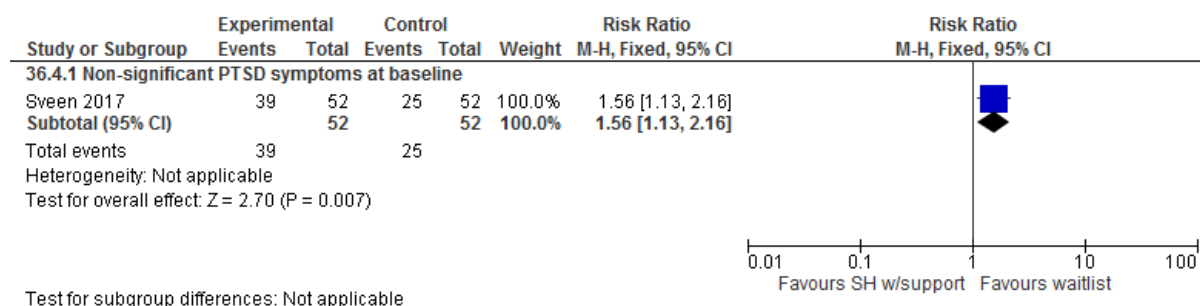 Experimental Control Risk Ratio Risk Ratio
Study or Subgroup Events Total Events Total Weight M-H, Fixed, 95% CI M-H, Fixed, 95% CI
36.4.1 Non-significant PTSD symptoms at baseline
Sveen 2017 39 52 25 52 100.0% 1.56 [1.13, 2.16]
Subtotal (95% CI) 52 52 100.0% 1.56 [1.13, 2.16]
Total events 39 25
Heterogeneity: Not applicable
Test for overall effect: Z = 2.70 (P = 0.007)
0.01 0.1 1 10 100
Favours SH w/support Favours waitlist
Test for subgroup differences: Not applicable